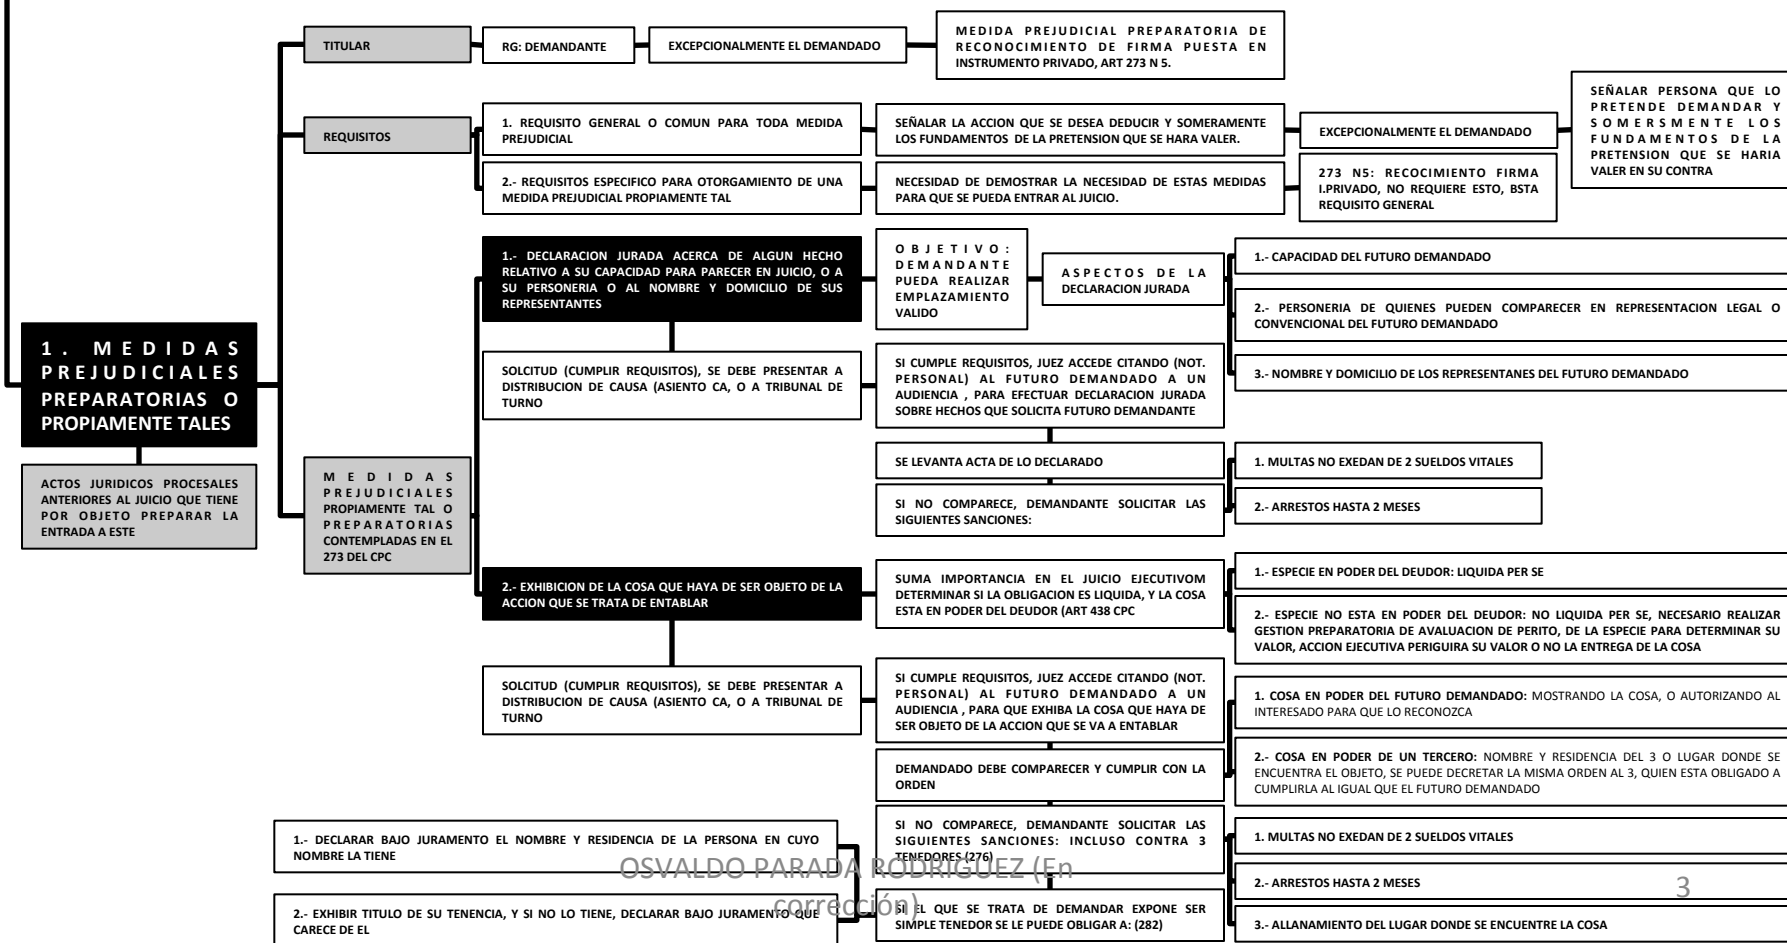 TITULAR
RG: DEMANDANTE
EXCEPCIONALMENTE EL DEMANDADO
MEDIDA PREJUDICIAL PREPARATORIA DE
RECONOCIMIENTO DE FIRMA PUESTA EN
INSTRUMENTO PRIVADO, ART 273 N 5.
REQUISITOS
1. REQUISITO GENERAL O COMUN PARA TODA MEDIDA
PREJUDICIAL
SEÑALAR LA ACCION QUE SE DESEA DEDUCIR Y SOMERAMENTE
LOS FUNDAMENTOS DE LA PRETENSION QUE SE HARA VALER.
EXCEPCIONALMENTE EL DEMANDADO
SEÑALAR PERSONA QUE LO
PRETENDE DEMANDAR Y
SOMERSMENTE LOS
FUNDAMENTOS DE LA
PRETENSION QUE SE HARIA
VALER EN SU CONTRA
2.- REQUISITOS ESPECIFICO PARA OTORGAMIENTO DE UNA
MEDIDA PREJUDICIAL PROPIAMENTE TAL
NECESIDAD DE DEMOSTRAR LA NECESIDAD DE ESTAS MEDIDAS
PARA QUE SE PUEDA ENTRAR AL JUICIO.
273 N5: RECOCIMIENTO FIRMA
I.PRIVADO, NO REQUIERE ESTO, BSTA
REQUISITO GENERAL
1. MEDIDAS
PREJUDICIALES
PREPARATORIAS O
PROPIAMENTE TALES
ACTOS JURIDICOS PROCESALES
ANTERIORES AL JUICIO QUE TIENE
POR OBJETO PREPARAR LA
ENTRADA A ESTE
MEDIDAS
PREJUDICIALES
PROPIAMENTE TAL O
PREPARATORIAS
CONTEMPLADAS EN EL
273 DEL CPC
1.- DECLARACION JURADA ACERCA DE ALGUN HECHO
RELATIVO A SU CAPACIDAD PARA PARECER EN JUICIO, O A
SU PERSONERIA O AL NOMBRE Y DOMICILIO DE SUS
REPRESENTANTES
OBJETIVO:
DEMANDANTE
PUEDA REALIZAR
EMPLAZAMIENTO
VALIDO
ASPECTOS DE LA
DECLARACION JURADA
1.- CAPACIDAD DEL FUTURO DEMANDADO
2.- PERSONERIA DE QUIENES PUEDEN COMPARECER EN REPRESENTACION LEGAL O
CONVENCIONAL DEL FUTURO DEMANDADO
3.- NOMBRE Y DOMICILIO DE LOS REPRESENTANES DEL FUTURO DEMANDADO
SOLCITUD (CUMPLIR REQUISITOS), SE DEBE PRESENTAR A
DISTRIBUCION DE CAUSA (ASIENTO CA, O A TRIBUNAL DE
TURNO
SI CUMPLE REQUISITOS, JUEZ ACCEDE CITANDO (NOT.
PERSONAL) AL FUTURO DEMANDADO A UN
AUDIENCIA , PARA EFECTUAR DECLARACION JURADA
SOBRE HECHOS QUE SOLICITA FUTURO DEMANDANTE
SE LEVANTA ACTA DE LO DECLARADO
SI NO COMPARECE, DEMANDANTE SOLICITAR LAS
SIGUIENTES SANCIONES:
1. MULTAS NO EXEDAN DE 2 SUELDOS VITALES
2.- ARRESTOS HASTA 2 MESES
2.- EXHIBICION DE LA COSA QUE HAYA DE SER OBJETO DE LA
ACCION QUE SE TRATA DE ENTABLAR
SUMA IMPORTANCIA EN EL JUICIO EJECUTIVOM
DETERMINAR SI LA OBLIGACION ES LIQUIDA, Y LA COSA
ESTA EN PODER DEL DEUDOR (ART 438 CPC
1.- ESPECIE EN PODER DEL DEUDOR: LIQUIDA PER SE
2.- ESPECIE NO ESTA EN PODER DEL DEUDOR: NO LIQUIDA PER SE, NECESARIO REALIZAR
GESTION PREPARATORIA DE AVALUACION DE PERITO, DE LA ESPECIE PARA DETERMINAR SU
VALOR, ACCION EJECUTIVA PERIGUIRA SU VALOR O NO LA ENTREGA DE LA COSA
SOLCITUD (CUMPLIR REQUISITOS), SE DEBE PRESENTAR A
DISTRIBUCION DE CAUSA (ASIENTO CA, O A TRIBUNAL DE
TURNO
SI CUMPLE REQUISITOS, JUEZ ACCEDE CITANDO (NOT.
PERSONAL) AL FUTURO DEMANDADO A UN
AUDIENCIA , PARA QUE EXHIBA LA COSA QUE HAYA DE
SER OBJETO DE LA ACCION QUE SE VA A ENTABLAR
DEMANDADO DEBE COMPARECER Y CUMPLIR CON LA
ORDEN
1. COSA EN PODER DEL FUTURO DEMANDADO: MOSTRANDO LA COSA, O AUTORIZANDO AL
INTERESADO PARA QUE LO RECONOZCA
2.- COSA EN PODER DE UN TERCERO: NOMBRE Y RESIDENCIA DEL 3 O LUGAR DONDE SE
ENCUENTRA EL OBJETO, SE PUEDE DECRETAR LA MISMA ORDEN AL 3, QUIEN ESTA OBLIGADO A
CUMPLIRLA AL IGUAL QUE EL FUTURO DEMANDADO
SI NO COMPARECE, DEMANDANTE SOLICITAR LAS
SIGUIENTES SANCIONES: INCLUSO CONTRA 3
TENEDORES (276)
1. MULTAS NO EXEDAN DE 2 SUELDOS VITALES
2.- ARRESTOS HASTA 2 MESES
3.- ALLANAMIENTO DEL LUGAR DONDE SE ENCUENTRE LA COSA
SI EL QUE SE TRATA DE DEMANDAR EXPONE SER
SIMPLE TENEDOR SE LE PUEDE OBLIGAR A: (282)
1.- DECLARAR BAJO JURAMENTO EL NOMBRE Y RESIDENCIA DE LA PERSONA EN CUYO
NOMBRE LA TIENE
2.- EXHIBIR TITULO DE SU TENENCIA, Y SI NO LO TIENE, DECLARAR BAJO JURAMENTO QUE
CARECE DE EL
OSVALDO PARADA RODRIGUEZ (En
corrección)
3